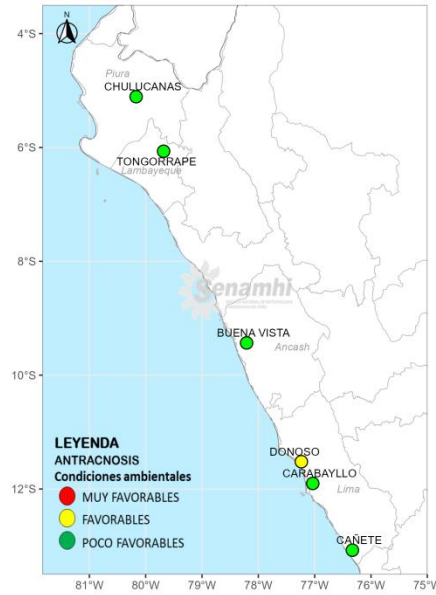 N
4°S
Piura
CHULUCANAS
6°S
TONGORRAPE
Lambayeque
8°S
Senamhi
BUENA VISTA
Ancash
10°S
LEYENDA
ANTRACNOSIS
Condiciones ambientales
MUY FAVORABLES
FAVORABLES
POCO FAVORABLES
DONOSO
CARABAYLLO
Lima
12°S
CAÑETE
81°W 80°W 79°W 78°W 77°W 76°W 75°W